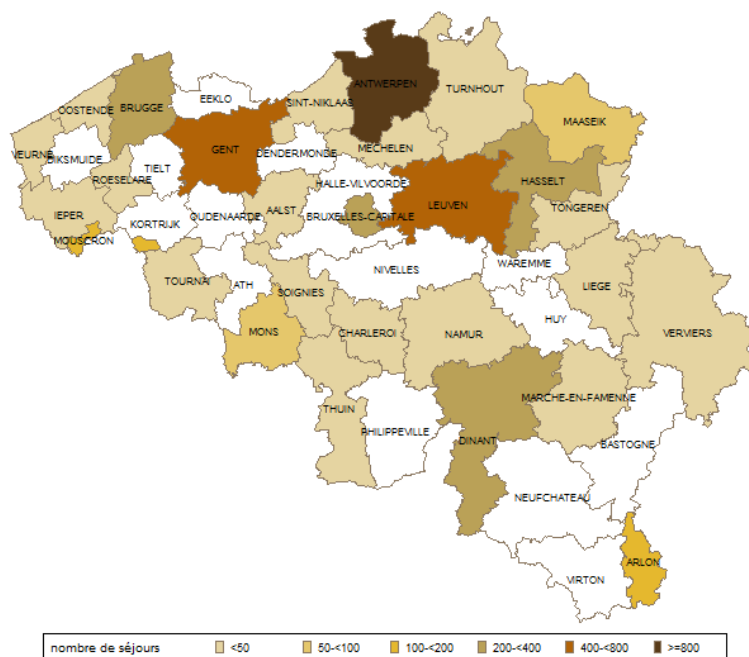 ANTWERPEN
TURNHOUT
EEKLO
SINT-NIKLAAS
OOSTENDE
BRUGGE
MAASEIK
GENT
MECHELEN
DENDERMONDE
VEURNE
DIKSMUIDE
TIELT
ROESELARE
HALLE-VILVOORDE
HASSELT
LEUVEN
TONGEREN
IEPER
AALST
KORTRIJK
OUDENAARDE
BRUXELLES-CAPITALE
MOUSCRON
WAREMME
NIVELLES
TOURNAI
ATH
SOIGNIES
LIEGE
VERVIERS
HUY
MONS
CHARLEROI
NAMUR
MARCHE-EN-FAMENNE
THUIN
PHILIPPEVILLE
DINANT
BASTOGNE
NEUFCHATEAU
ARLON
VIRTON
nombre de séjours <50 50-<100 100-<200 200-<400 400-<800 >=800